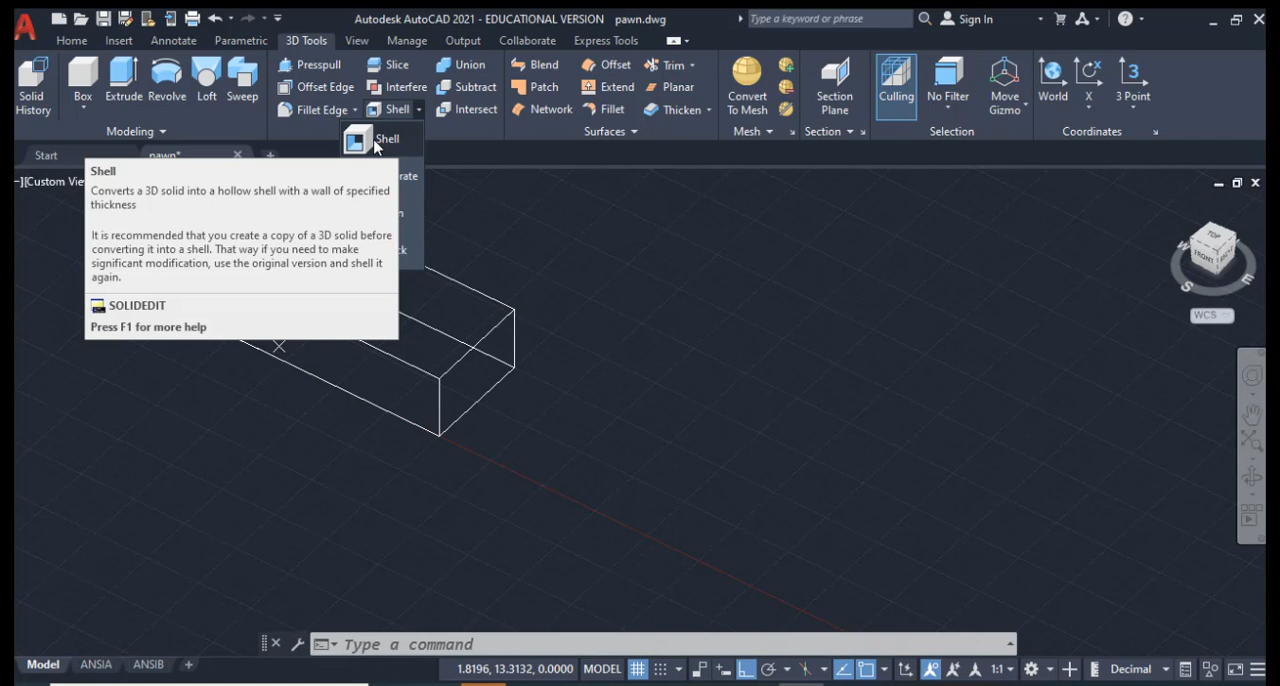 Autodesk AutoCAD 2021 - EDUCATIONAL VERSION pawn.dwg Type a keyword or phrase Sign In
Home Insert Annotate Parametric 3D Tools View Manage Output Collaborate Express Tools
Solid History Box Extrude Revolve Loft Sweep
Presspull Slice Union Blend Offset Trim
Offset Edge Interfere Subtract Patch Extend Planar
Fillet Edge Shell Intersect Network Fillet Thicken
Convert To Mesh Section Plane Culling No Filter Move Gizmo World X 3 Point
Modeling Surfaces Mesh Section Selection Coordinates
Shell
Start pawn*
rate
ck
[Custom Vie
Shell
Converts a 3D solid into a hollow shell with a wall of specified
thickness
It is recommended that you create a copy of a 3D solid before
converting it into a shell. That way if you need to make
significant modification, use the original version and shell it
again.
SOLIDEDIT
Press F1 for more help
TOP
FRONT
W
S
E
WCS
Type a command
Model ANSIA ANSIB + 1.8196, 13.3132, 0.0000 MODEL 1:1 Decimal